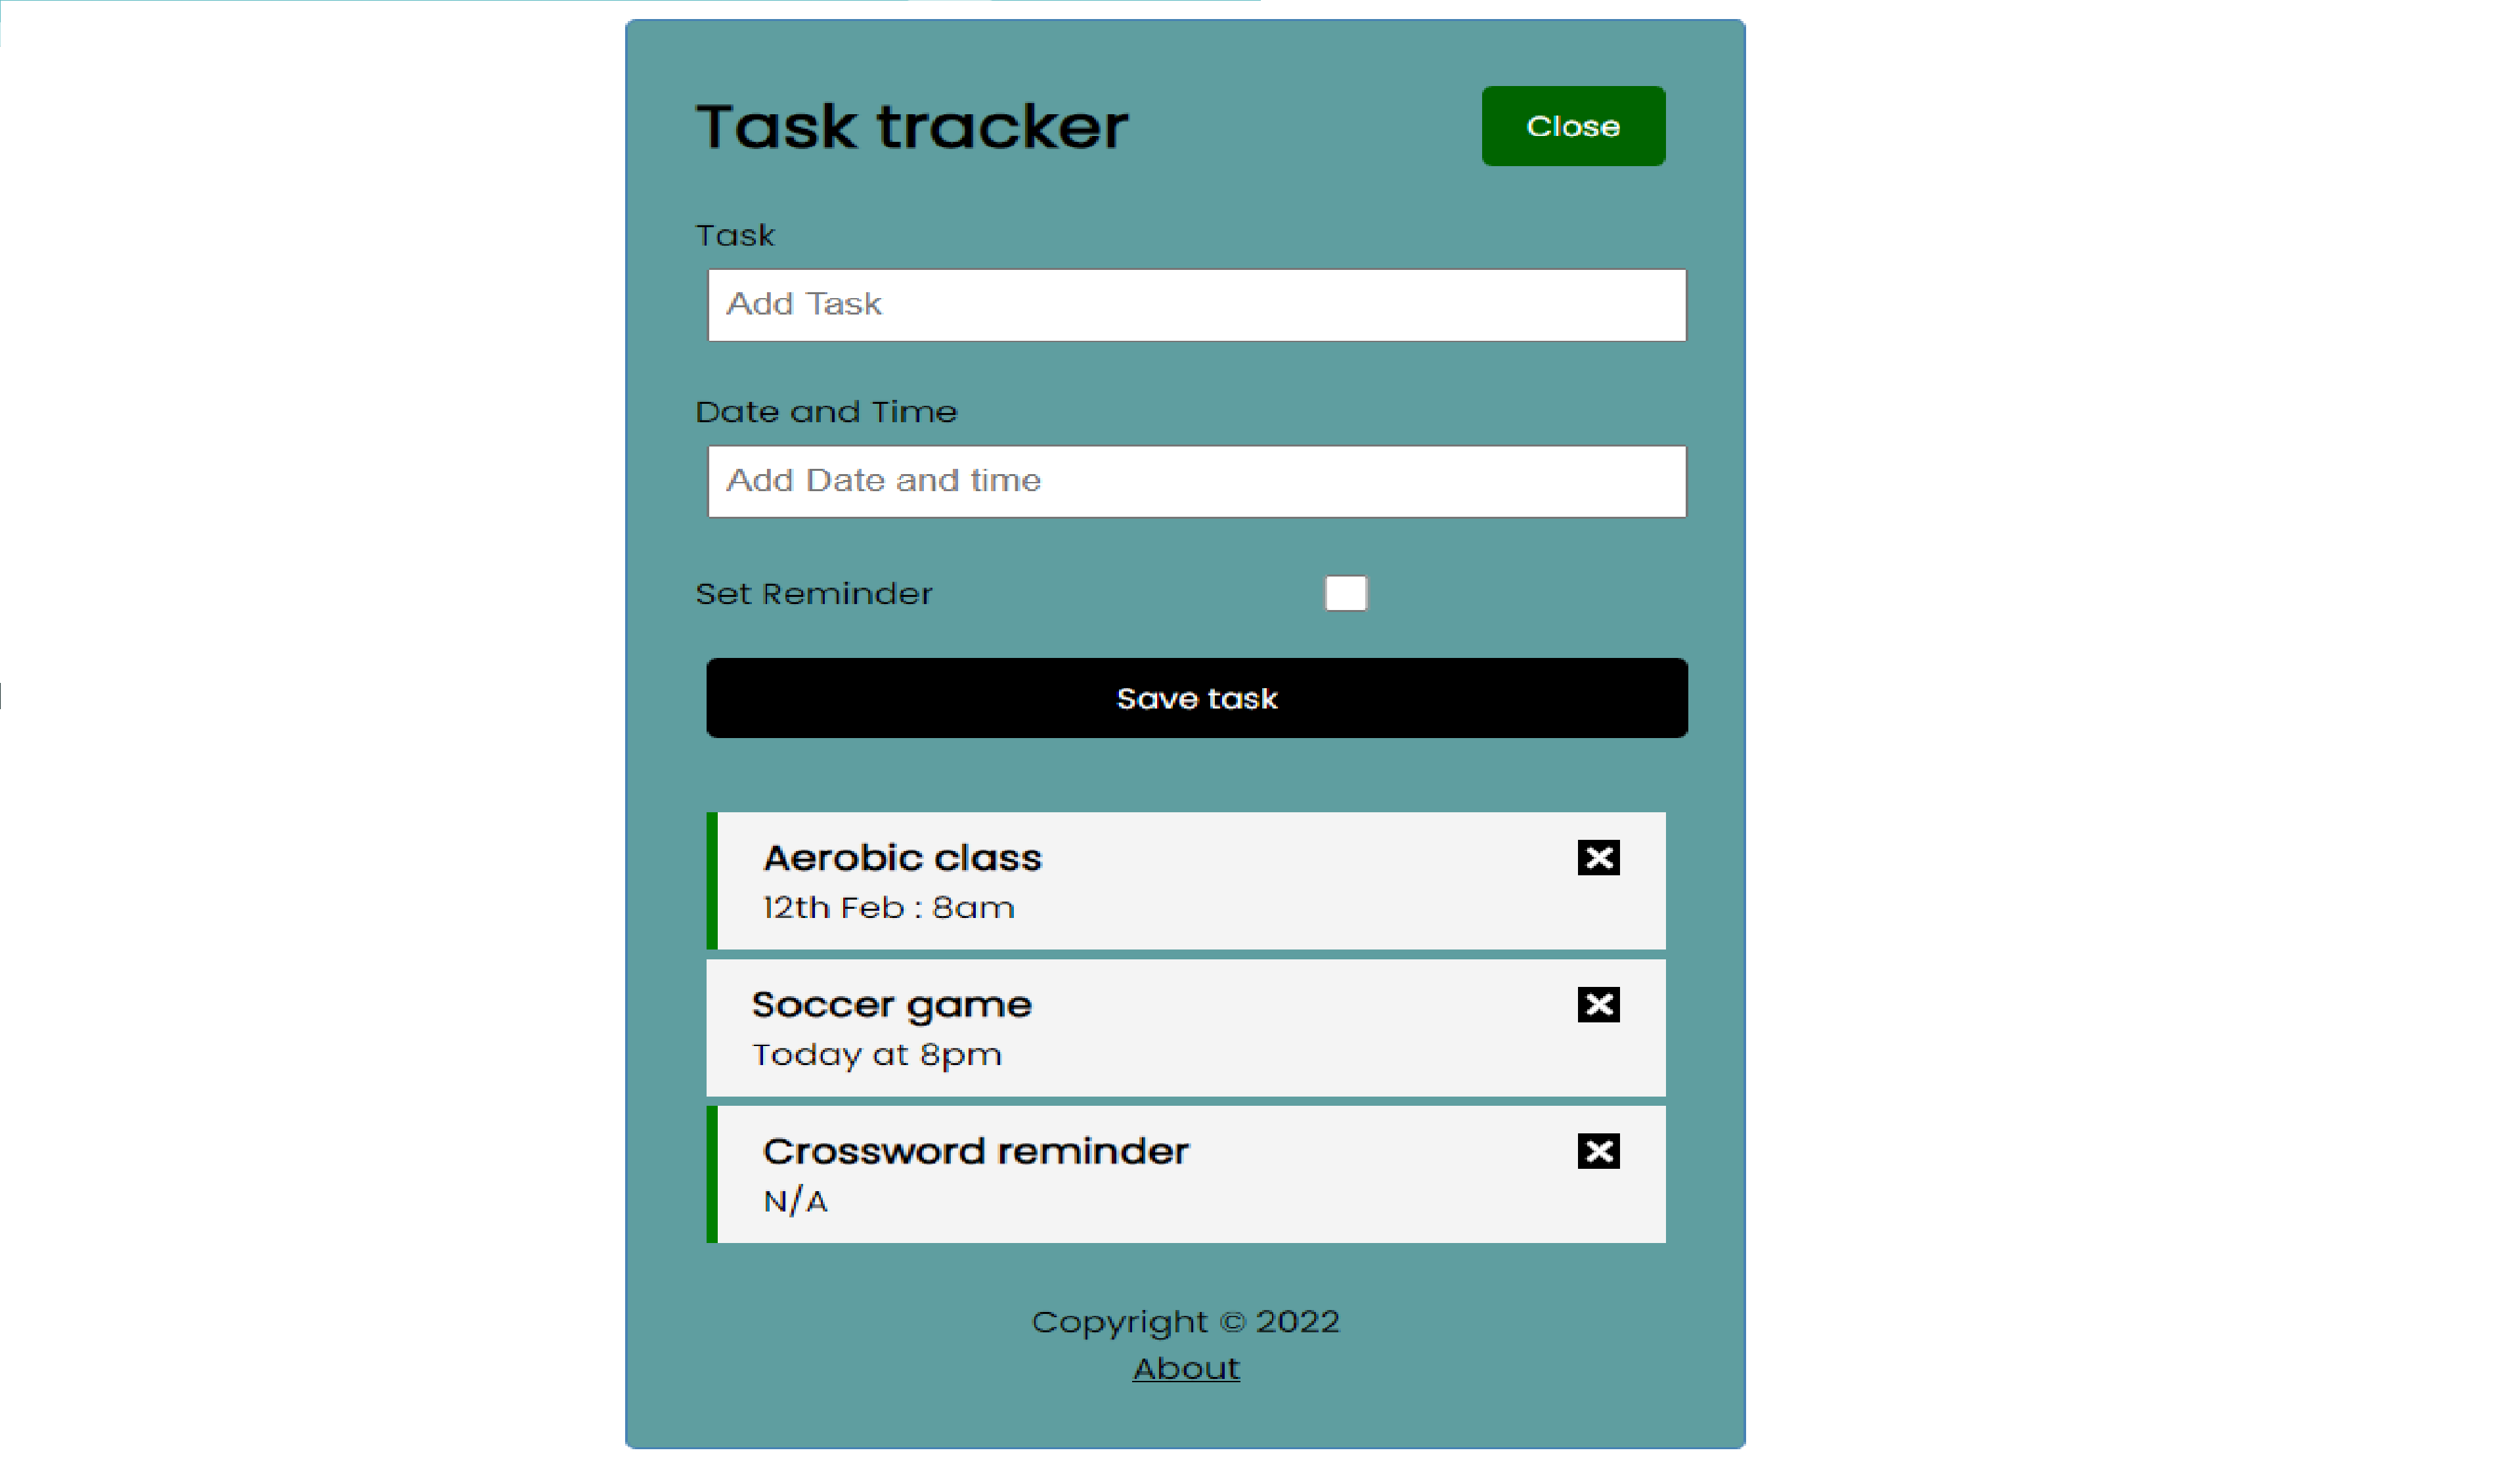 Task tracker
Close
Task
Add Task
Date and Time
Add Date and time
Set Reminder
Save task
Aerobic class
12th Feb : 8am
Soccer game
Today at 8pm
Crossword reminder
N/A
Copyright © 2022
About